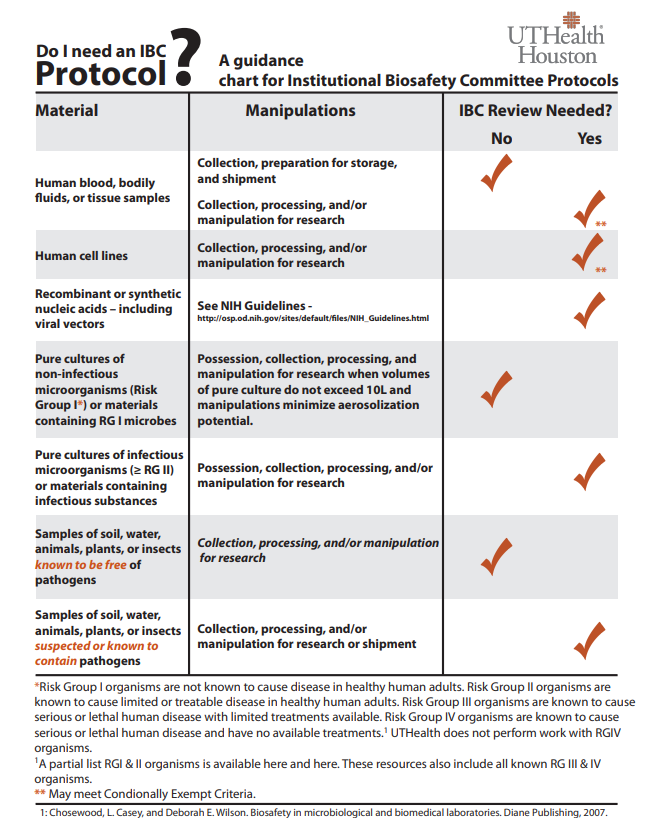 Do I need an IBC
Protocol?
A guidance
chart for Institutional Biosafety Committee Protocols
UTHealth®
Houston
Material
Manipulations
IBC Review Needed?
No
Yes
Human blood, bodily
fluids, or tissue samples
Collection, preparation for storage,
and shipment
Collection, processing, and/or
manipulation for research
**
Human cell lines
Collection, processing, and/or
manipulation for research
**
Recombinant or synthetic
nucleic acids – including
viral vectors
See NIH Guidelines -
http://osp.od.nih.gov/sites/default/files/NIH_Guidelines.html
Pure cultures of
non-infectious
microorganisms (Risk
Group I*) or materials
containing RG I microbes
Possession, collection, processing, and
manipulation for research when volumes
of pure culture do not exceed 10L and
manipulations minimize aerosolization
potential.
Pure cultures of infectious
microorganisms (≥ RG II)
or materials containing
infectious substances
Possession, collection, processing, and/or
manipulation for research
Samples of soil, water,
animals, plants, or insects
known to be free of
pathogens
Collection, processing, and/or manipulation
for research
Samples of soil, water,
animals, plants, or insects
suspected or known to
contain pathogens
Collection, processing, and/or
manipulation for research or shipment
*Risk Group I organisms are not known to cause disease in healthy human adults. Risk Group II organisms are
known to cause limited or treatable disease in healthy human adults. Risk Group III organisms are known to cause
serious or lethal human disease with limited treatments available. Risk Group IV organisms are known to cause
serious or lethal human disease and have no available treatments.¹ UTHealth does not perform work with RGIV
organisms.
¹A partial list RGI & II organisms is available here and here. These resources also include all known RG III & IV
organisms.
** May meet Condionally Exempt Criteria.
1: Chosewood, L. Casey, and Deborah E. Wilson. Biosafety in microbiological and biomedical laboratories. Diane Publishing, 2007.